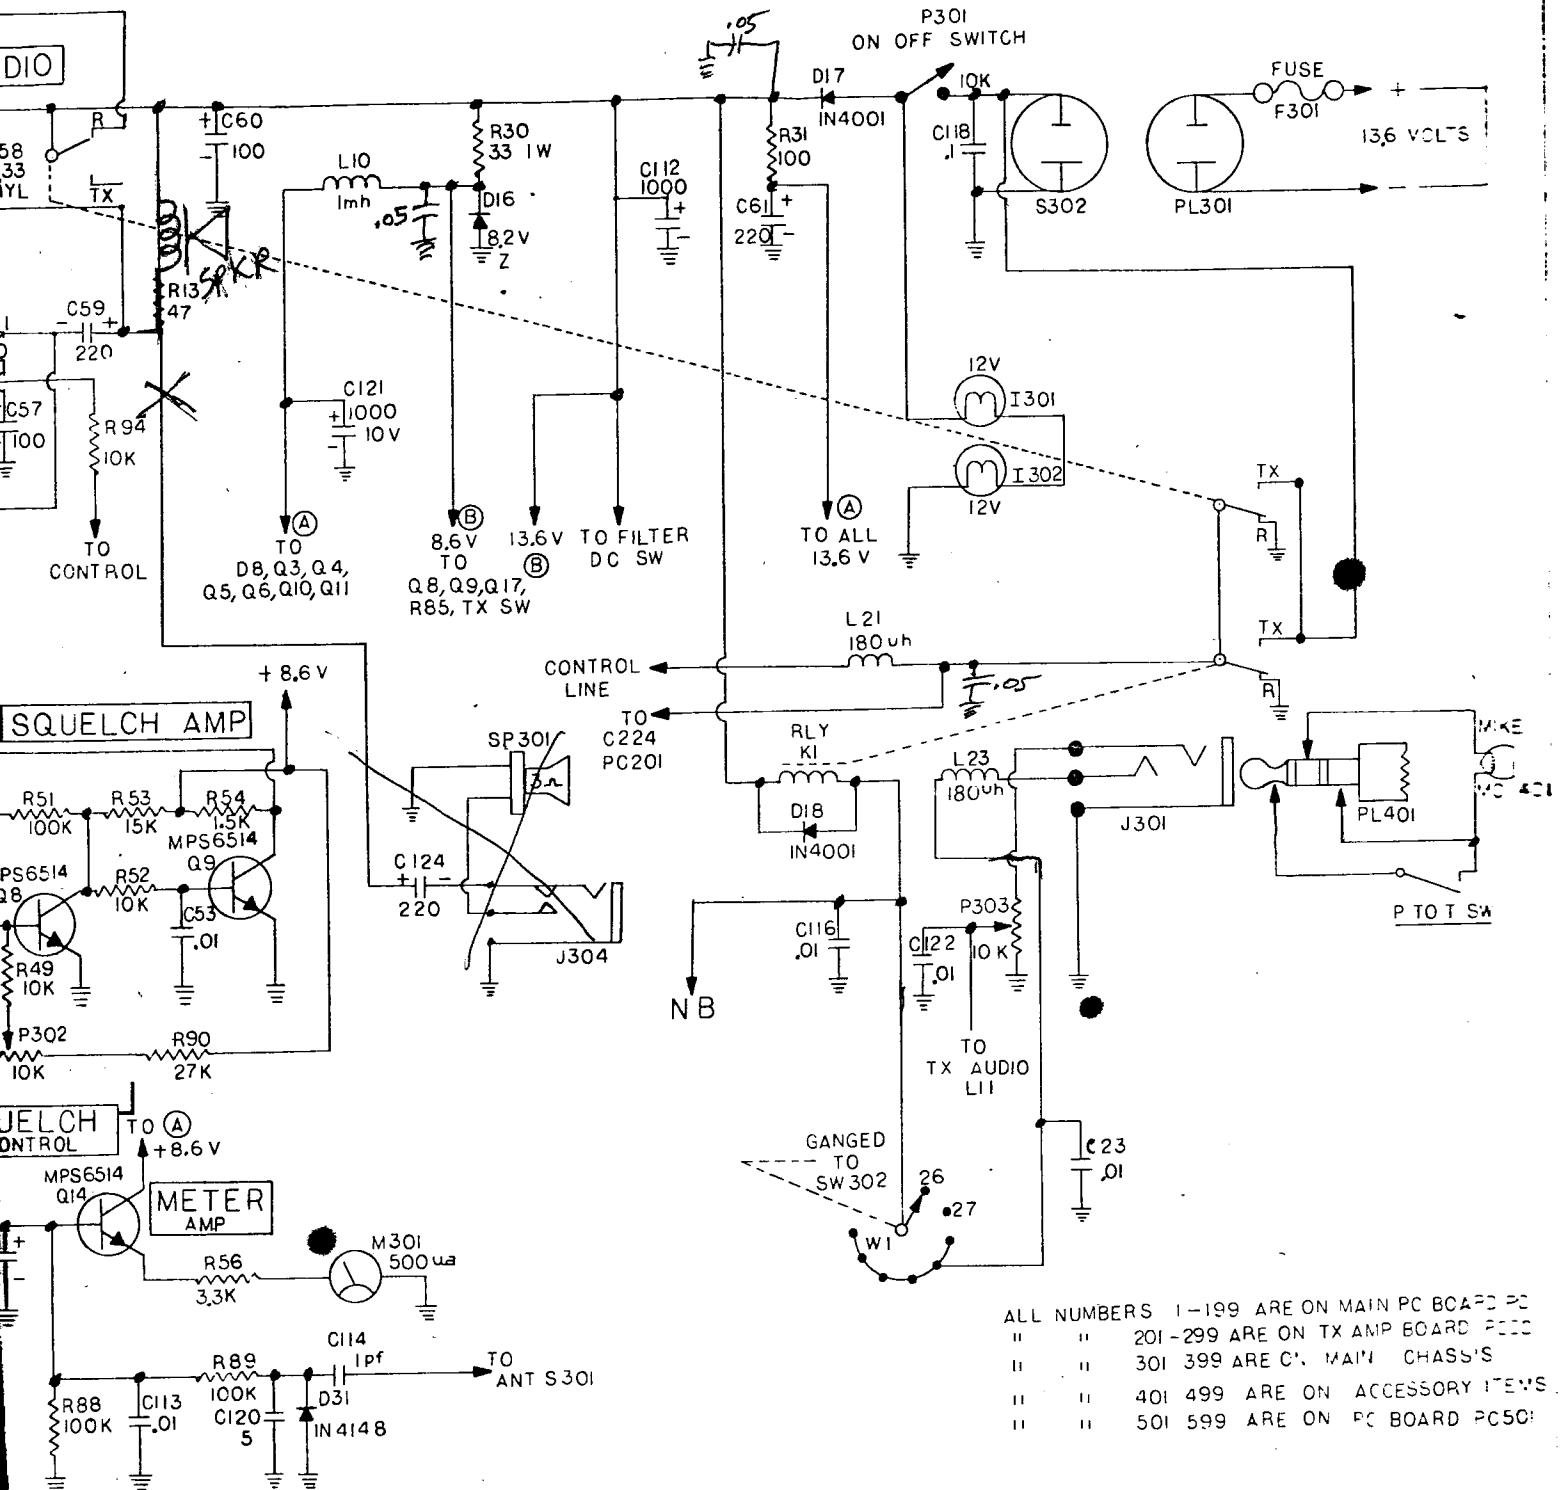 DIO
R
TX
58
.33
C60
+
-
100
.05
P301
ON OFF SWITCH
10K
D17
IN4001
C118
.1
S302
PL301
FUSE
F301
+
13.6 VOLTS
-
R30
33 1W
L10
1mh
.05
D16
8.2V
Z
C112
1000
+
-
R31
100
C61
220
+
-
SPKR
R13
47
C59
- +
220
C57
100
R94
10K
TO
CONTROL
C121
1000
10V
+
-
A
TO
D8, Q3, Q4,
Q5, Q6, Q10, Q11
B
8.6V
TO
Q8, Q9, Q17,
R85, TX SW
13.6V
B
TO FILTER
DC SW
A
TO ALL
13.6 V
12V
I301
I302
12V
TX
R
TX
R
L21
180uh
CONTROL
LINE
.05
TO
C224
PC201
RLY
K1
D18
IN4001
+ 8.6 V
SQUELCH AMP
R51
100K
R53
15K
R54
1.5K
MPS6514
Q9
PS6514
Q8
R52
10K
C53
.01
R49
10K
P302
10K
R90
27K
SP301
3Ω
C124
+ -
220
J304
NB
C116
.01
L23
180uh
P303
10K
C122
.01
TO
TX AUDIO
L11
J301
PL401
MIKE
P TO T SW
UELCH
ONTROL
TO A
+8.6V
MPS6514
Q14
METER
AMP
+
-
R56
3.3K
M301
500ua
C114
1pf
TO
ANT S301
R88
100K
C113
.01
R89
100K
C120
5
D31
IN4148
GANGED
TO
SW302
26
27
W1
C23
.01
ALL NUMBERS 1-199 ARE ON MAIN PC BOARD
" " 201-299 ARE ON TX AMP BOARD
" " 301 399 ARE ON MAIN CHASSIS
" " 401 499 ARE ON ACCESSORY ITEMS
" " 501 599 ARE ON PC BOARD PC501